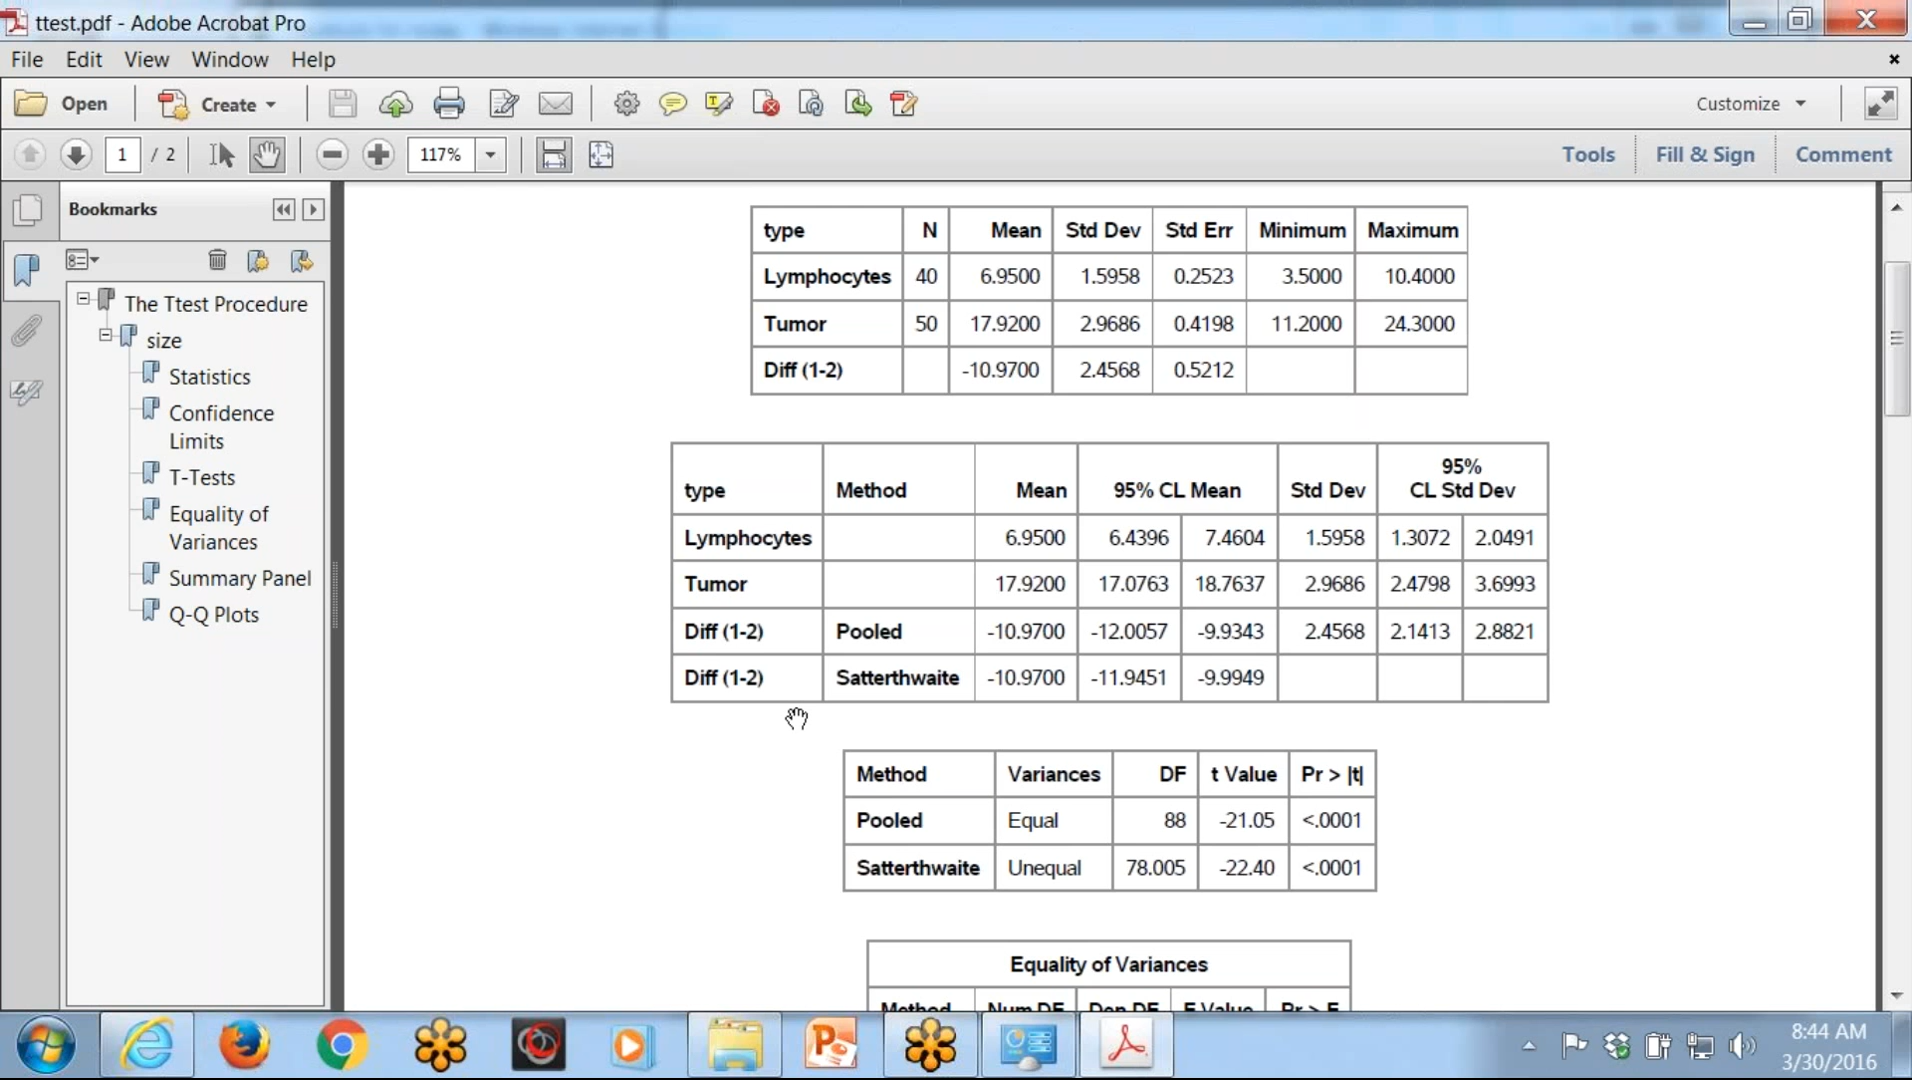 ttest.pdf - Adobe Acrobat Pro
File Edit View Window Help
Open Create Customize
1 / 2 117% Tools Fill & Sign Comment
Bookmarks
The Ttest Procedure
size
Statistics
Confidence
Limits
T-Tests
Equality of
Variances
Summary Panel
Q-Q Plots
type N Mean Std Dev Std Err Minimum Maximum
Lymphocytes 40 6.9500 1.5958 0.2523 3.5000 10.4000
Tumor 50 17.9200 2.9686 0.4198 11.2000 24.3000
Diff (1-2) -10.9700 2.4568 0.5212
type Method Mean 95% CL Mean Std Dev 95%
CL Std Dev
Lymphocytes 6.9500 6.4396 7.4604 1.5958 1.3072 2.0491
Tumor 17.9200 17.0763 18.7637 2.9686 2.4798 3.6993
Diff (1-2) Pooled -10.9700 -12.0057 -9.9343 2.4568 2.1413 2.8821
Diff (1-2) Satterthwaite -10.9700 -11.9451 -9.9949
Method Variances DF t Value Pr > |t|
Pooled Equal 88 -21.05 <.0001
Satterthwaite Unequal 78.005 -22.40 <.0001
Equality of Variances
Method Num DF Den DF F Value Pr > F
8:44 AM
3/30/2016